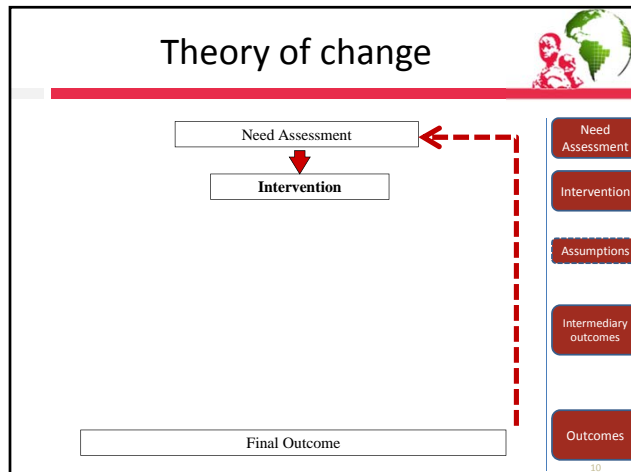 Theory of change
Need Assessment
Intervention
Final Outcome
Need
Assessment
Intervention
Assumptions
Intermediary
outcomes
Outcomes
10